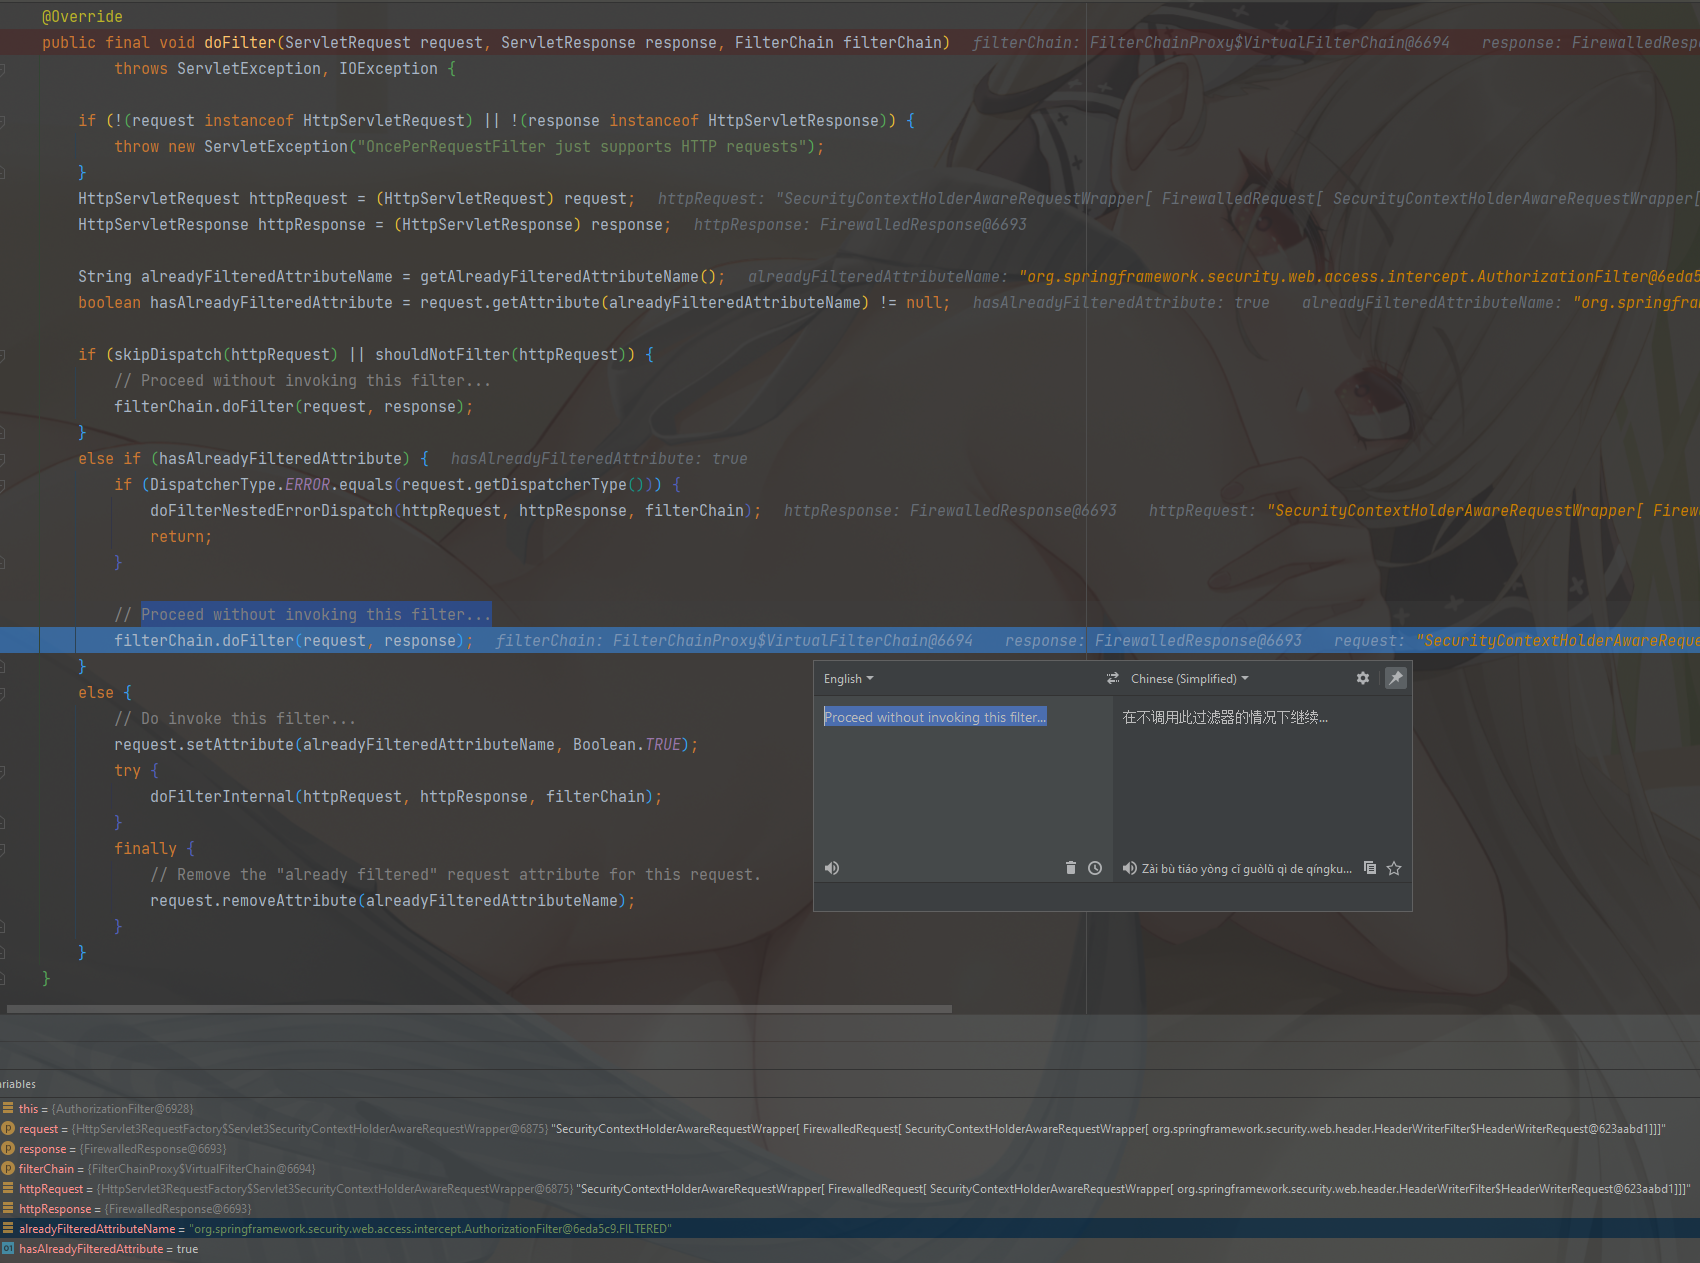 @Override
public final void doFilter(ServletRequest request, ServletResponse response, FilterChain filterChain)   filterChain: FilterChainProxy$VirtualFilterChain@6694   response: FirewalledResp
throws ServletException, IOException {
if (!(request instanceof HttpServletRequest) || !(response instanceof HttpServletResponse)) {
throw new ServletException("OncePerRequestFilter just supports HTTP requests");
}
HttpServletRequest httpRequest = (HttpServletRequest) request;   httpRequest: "SecurityContextHolderAwareRequestWrapper[ FirewalledRequest[ SecurityContextHolderAwareRequestWrapper[
HttpServletResponse httpResponse = (HttpServletResponse) response;   httpResponse: FirewalledResponse@6693
String alreadyFilteredAttributeName = getAlreadyFilteredAttributeName();   alreadyFilteredAttributeName: "org.springframework.security.web.access.intercept.AuthorizationFilter@6eda5
boolean hasAlreadyFilteredAttribute = request.getAttribute(alreadyFilteredAttributeName) != null;   hasAlreadyFilteredAttribute: true   alreadyFilteredAttributeName: "org.springfram
if (skipDispatch(httpRequest) || shouldNotFilter(httpRequest)) {
// Proceed without invoking this filter...
filterChain.doFilter(request, response);
}
else if (hasAlreadyFilteredAttribute) {   hasAlreadyFilteredAttribute: true
if (DispatcherType.ERROR.equals(request.getDispatcherType())) {
doFilterNestedErrorDispatch(httpRequest, httpResponse, filterChain);   httpResponse: FirewalledResponse@6693   httpRequest: "SecurityContextHolderAwareRequestWrapper[ Firew
return;
}
// Proceed without invoking this filter...
filterChain.doFilter(request, response);   filterChain: FilterChainProxy$VirtualFilterChain@6694   response: FirewalledResponse@6693   request: "SecurityContextHolderAwareReque
}
else {
// Do invoke this filter...
request.setAttribute(alreadyFilteredAttributeName, Boolean.TRUE);
try {
doFilterInternal(httpRequest, httpResponse, filterChain);
}
finally {
// Remove the "already filtered" request attribute for this request.
request.removeAttribute(alreadyFilteredAttributeName);
}
}
}
English
Chinese (Simplified)
Proceed without invoking this filter...
在不调用此过滤器的情况下继续...
Zài bù tiáo yòng cǐ guòlǜ qì de qíngku...
ariables
this = {AuthorizationFilter@6928}
request = {HttpServlet3RequestFactory$Servlet3SecurityContextHolderAwareRequestWrapper@6875} "SecurityContextHolderAwareRequestWrapper[ FirewalledRequest[ SecurityContextHolderAwareRequestWrapper[ org.springframework.security.web.header.HeaderWriterFilter$HeaderWriterRequest@623aabd1]]]"
response = {FirewalledResponse@6693}
filterChain = {FilterChainProxy$VirtualFilterChain@6694}
httpRequest = {HttpServlet3RequestFactory$Servlet3SecurityContextHolderAwareRequestWrapper@6875} "SecurityContextHolderAwareRequestWrapper[ FirewalledRequest[ SecurityContextHolderAwareRequestWrapper[ org.springframework.security.web.header.HeaderWriterFilter$HeaderWriterRequest@623aabd1]]]"
httpResponse = {FirewalledResponse@6693}
alreadyFilteredAttributeName = "org.springframework.security.web.access.intercept.AuthorizationFilter@6eda5c9.FILTERED"
hasAlreadyFilteredAttribute = true